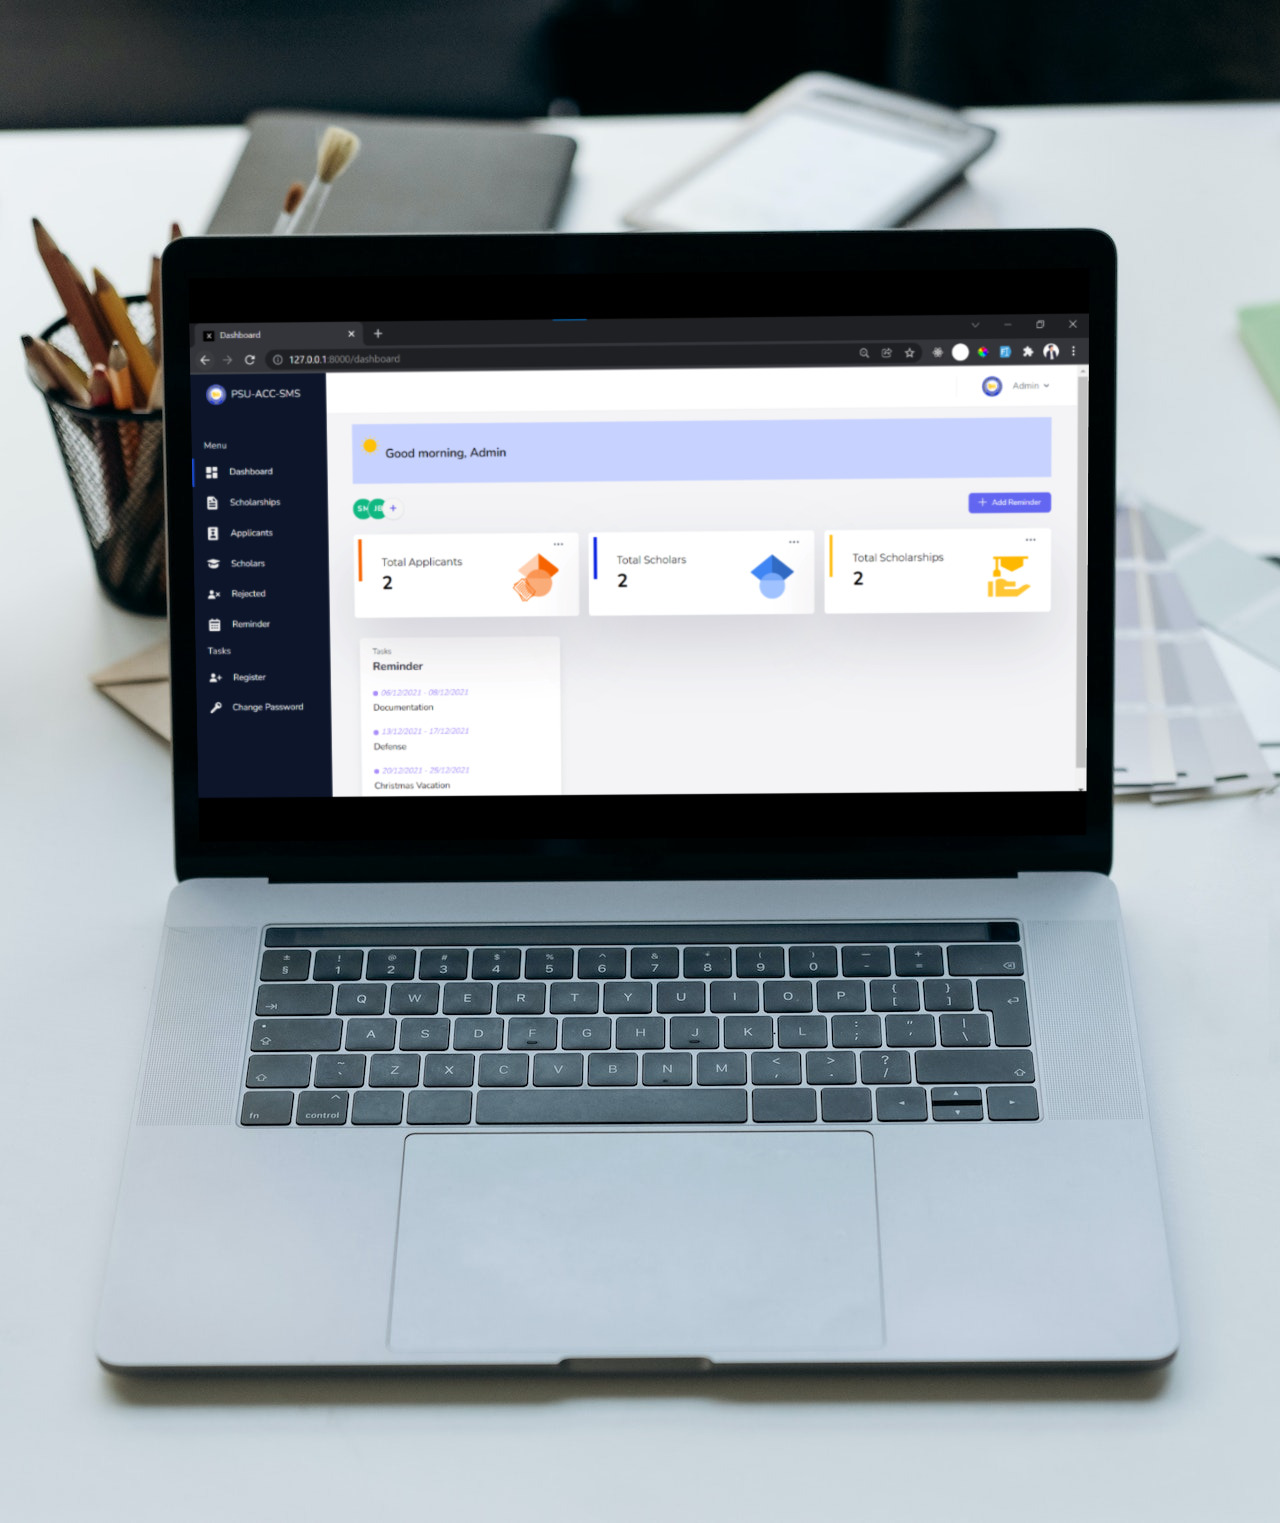 Dashboard
127.0.0.1:8000/dashboard
PSU-ACC-SMS
Admin
Menu
Dashboard
Scholarships
Applicants
Scholars
Rejected
Reminder
Tasks
Register
Change Password
Good morning, Admin
SM JB +
+ Add Reminder
Total Applicants
2
Total Scholars
2
Total Scholarships
2
Tasks
Reminder
06/12/2021 - 08/12/2021
Documentation
13/12/2021 - 17/12/2021
Defense
20/12/2021 - 25/12/2021
Christmas Vacation
± ! @ # $ % ^ & * ( ) — +
§ 1 2 3 4 5 6 7 8 9 0 - =
Q W E R T Y U I O P { [ } ]
A S D F G H J K L : ; " ' | \
~ ` Z X C V B N M < , > . ? /
fn control